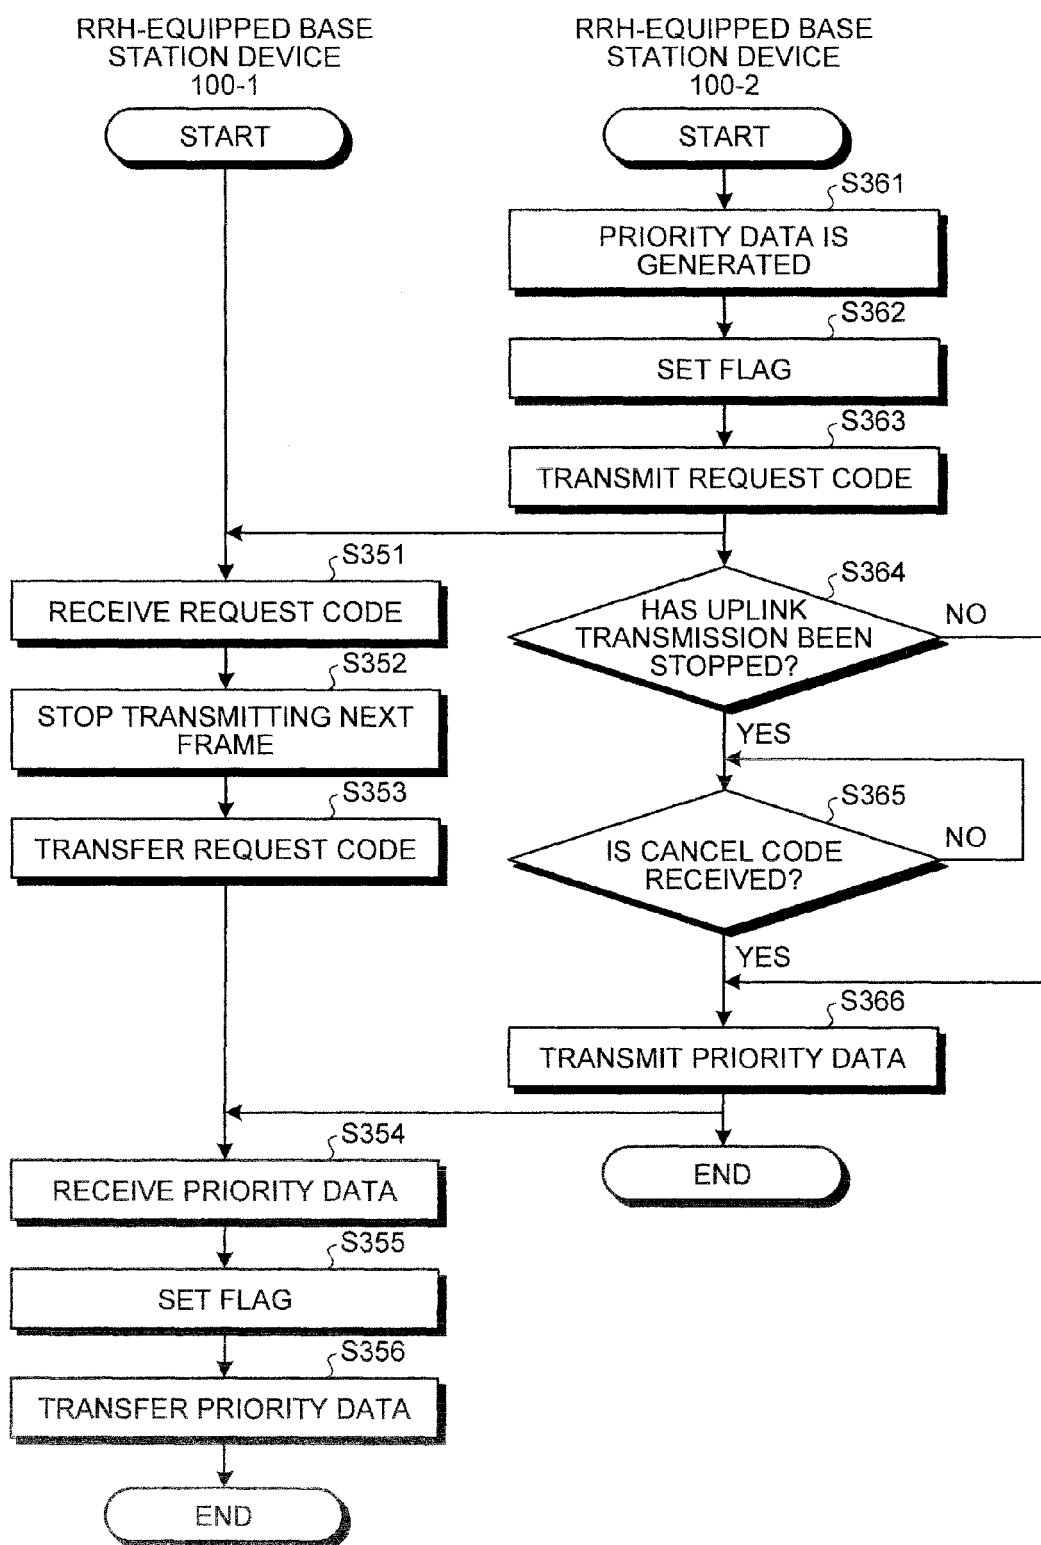 RRH-EQUIPPED BASE
STATION DEVICE
100-1
RRH-EQUIPPED BASE
STATION DEVICE
100-2
START
START
S361
PRIORITY DATA IS
GENERATED
S362
SET FLAG
S363
TRANSMIT REQUEST CODE
S351
RECEIVE REQUEST CODE
S364
HAS UPLINK
TRANSMISSION BEEN
STOPPED?
NO
YES
S352
STOP TRANSMITTING NEXT
FRAME
S353
TRANSFER REQUEST CODE
S365
IS CANCEL CODE
RECEIVED?
NO
YES
S366
TRANSMIT PRIORITY DATA
END
S354
RECEIVE PRIORITY DATA
S355
SET FLAG
S356
TRANSFER PRIORITY DATA
END